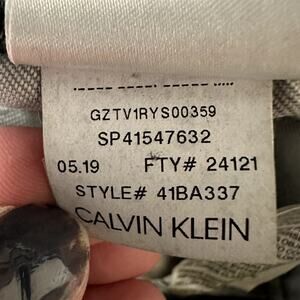 GZTV1RYS00359
SP41547632
05.19 FTY# 24121
STYLE# 41BA337
CALVIN KLEIN